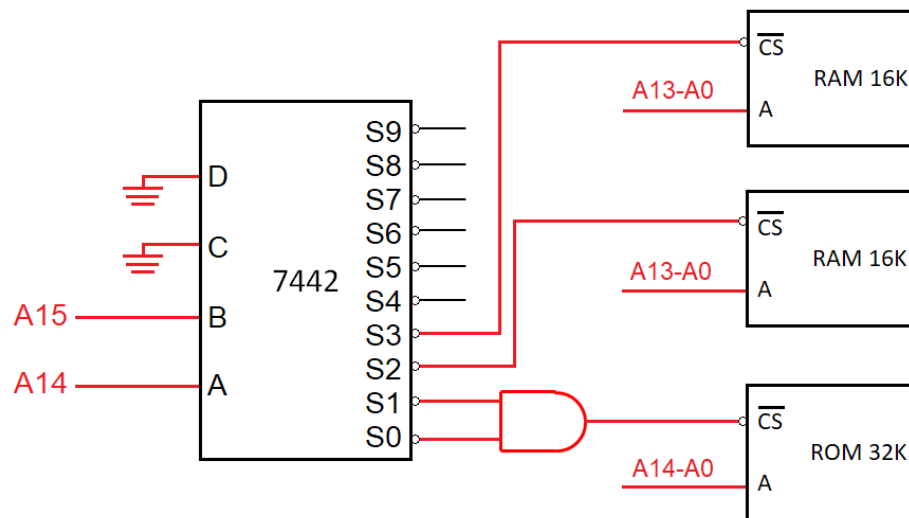 CS
RAM 16K
A13-A0
A
S9
S8
D
S7
CS
S6
C
RAM 16K
S5
A13-A0
7442
A
S4
A15
B
S3
S2
A14
A
S1
CS
S0
ROM 32K
A14-A0
A